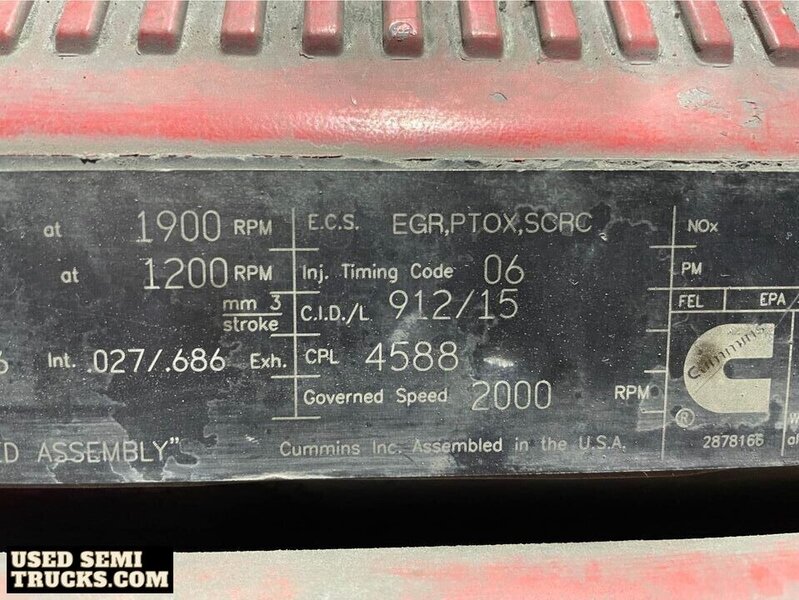 at 1900 RPM
at 1200 RPM
mm 3
stroke
Int. .027/.686 Exh.
ED ASSEMBLY"
E.C.S. EGR,PTOX,SCRC
Inj. Timing Code 06
C.I.D./L 912/15
CPL 4588
Governed Speed 2000 RPM
Cummins Inc. Assembled in the U.S.A.
NOx
PM
FEL EPA
Cummins
®
2878166
USED SEMI
TRUCKS.COM